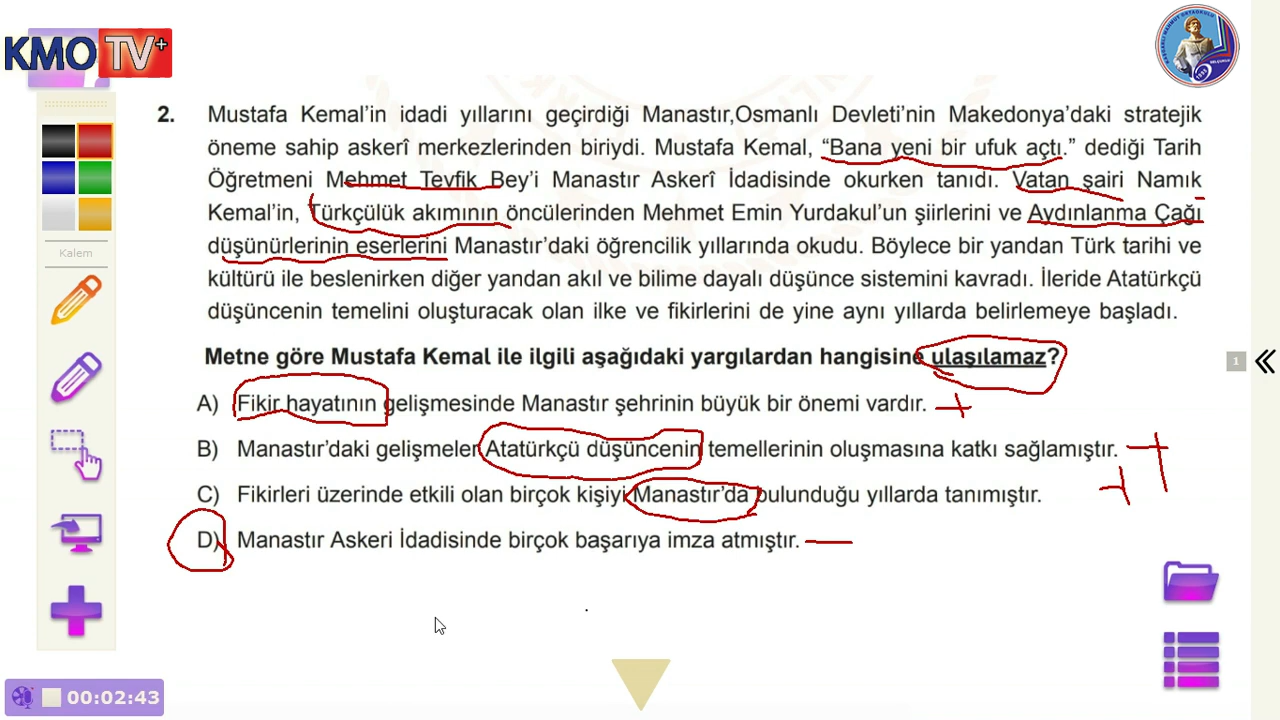 KMO TV+
2. Mustafa Kemal'in idadi yıllarını geçirdiği Manastır,Osmanlı Devleti'nin Makedonya'daki stratejik
öneme sahip askerî merkezlerinden biriydi. Mustafa Kemal, “Bana yeni bir ufuk açtı.” dediği Tarih
Öğretmeni Mehmet Tevfik Bey'i Manastır Askerî İdadisinde okurken tanıdı. Vatan şairi Namık
Kemal'in, Türkçülük akımının öncülerinden Mehmet Emin Yurdakul'un şiirlerini ve Aydınlanma Çağı
düşünürlerinin eserlerini Manastır'daki öğrencilik yıllarında okudu. Böylece bir yandan Türk tarihi ve
kültürü ile beslenirken diğer yandan akıl ve bilime dayalı düşünce sistemini kavradı. İleride Atatürkçü
düşüncenin temelini oluşturacak olan ilke ve fikirlerini de yine aynı yıllarda belirlemeye başladı.
Kalem
Metne göre Mustafa Kemal ile ilgili aşağıdaki yargılardan hangisine ulaşılamaz?
1
A) Fikir hayatının gelişmesinde Manastır şehrinin büyük bir önemi vardır.
B) Manastır'daki gelişmeler Atatürkçü düşüncenin temellerinin oluşmasına katkı sağlamıştır.
C) Fikirleri üzerinde etkili olan birçok kişiyi Manastır'da bulunduğu yıllarda tanımıştır.
D) Manastır Askeri İdadisinde birçok başarıya imza atmıştır.
00:02:43